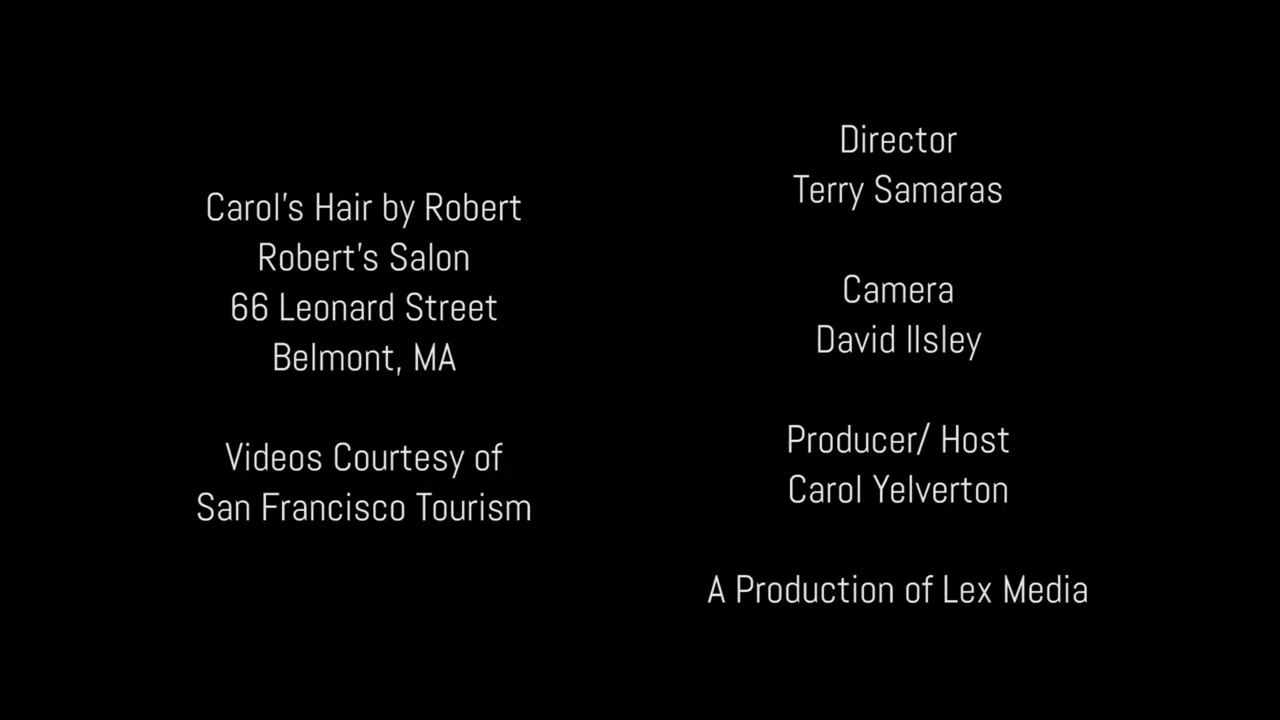 Carol's Hair by Robert
Robert's Salon
66 Leonard Street
Belmont, MA
Videos Courtesy of
San Francisco Tourism
Director
Terry Samaras
Camera
David Ilsley
Producer/ Host
Carol Yelverton
A Production of Lex Media